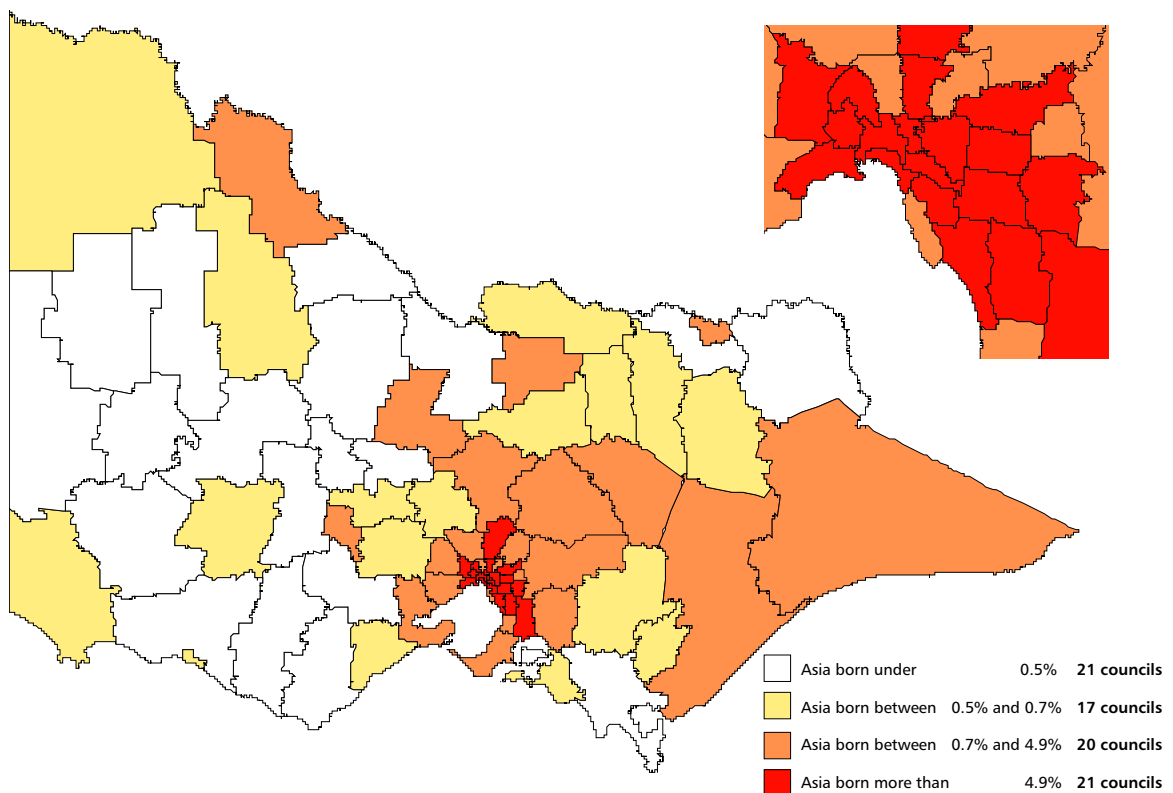 Asia born under 0.5% 21 councils
Asia born between 0.5% and 0.7% 17 councils
Asia born between 0.7% and 4.9% 20 councils
Asia born more than 4.9% 21 councils